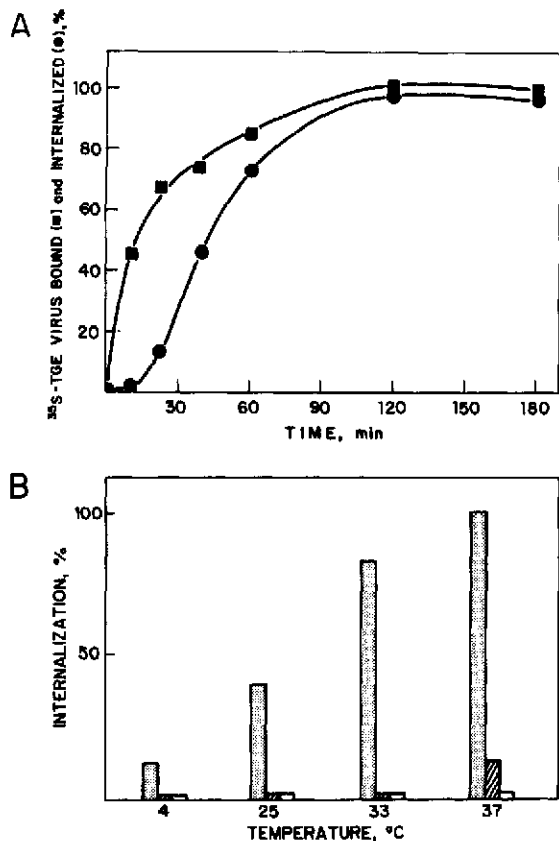 A
³⁵S-TGE VIRUS BOUND (■) and INTERNALIZED (●), %
100
80
60
40
20
30
60
90
120
150
180
TIME, min
B
INTERNALIZATION, %
100
50
4
25
33
37
TEMPERATURE, °C